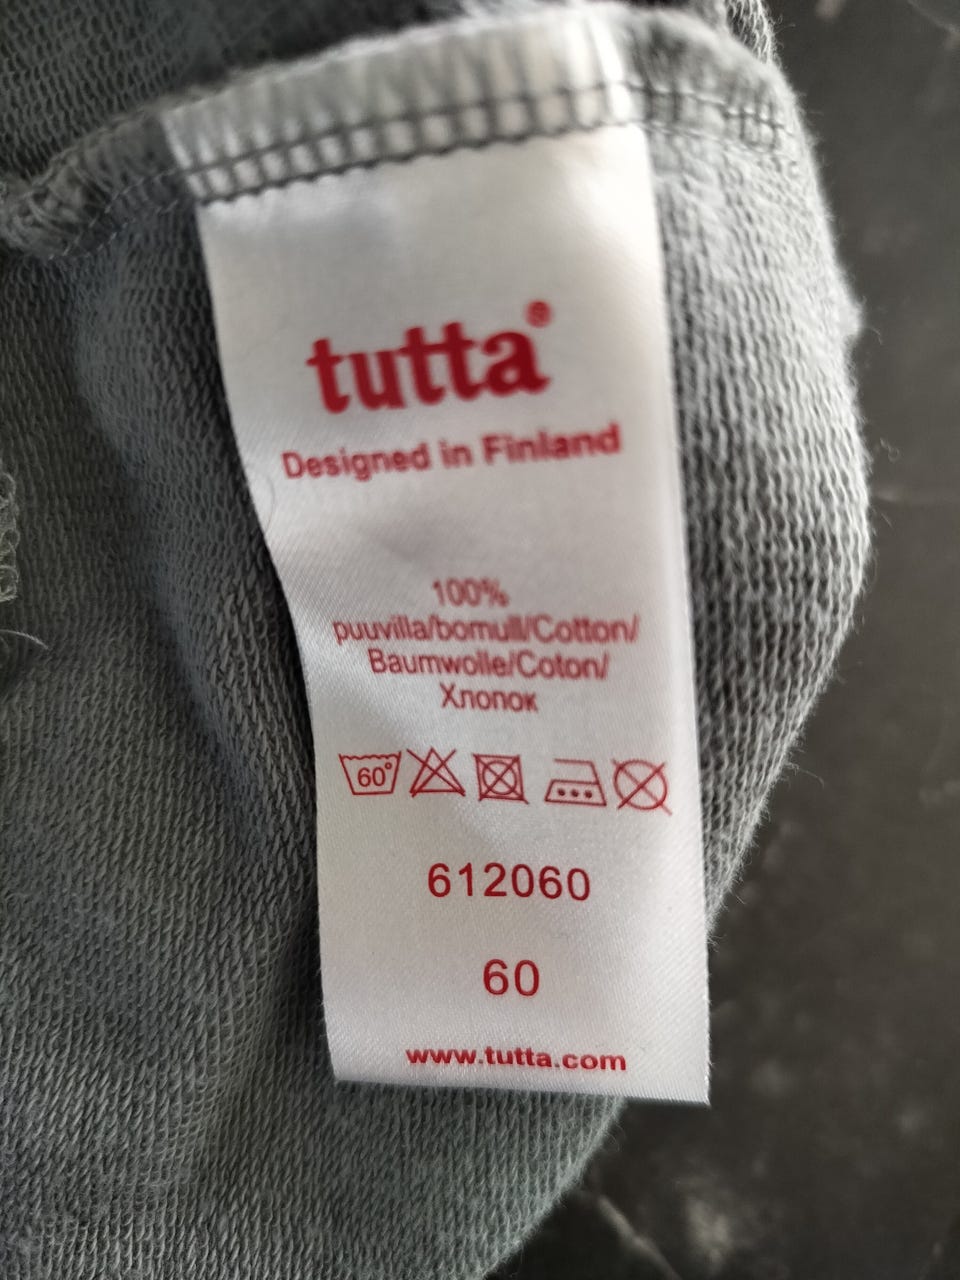 tutta®
Designed in Finland
100%
puuvilla/bomull/Cotton/
Baumwolle/Coton/
Хлопок
60°
612060
60
www.tutta.com